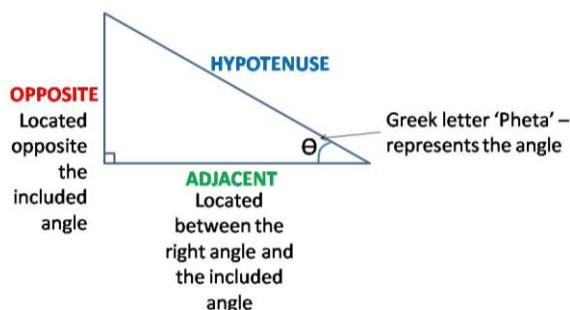 HYPOTENUSE
OPPOSITE
Located
opposite
the
included
angle
Greek letter ‘Pheta’ –
represents the angle
Θ
ADJACENT
Located
between the
right angle and
the included
angle